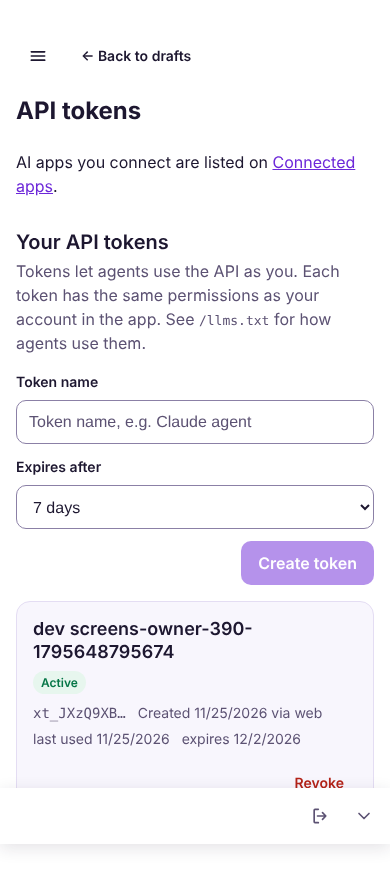 ← Back to drafts
API tokens
AI apps you connect are listed on Connected
apps.
Your API tokens
Tokens let agents use the API as you. Each
token has the same permissions as your
account in the app. See /llms.txt for how
agents use them.
Token name
Token name, e.g. Claude agent
Expires after
7 days
Create token
dev screens-owner-390-
1795648795674
Active
xt_JXzQ9XB… Created 11/25/2026 via web
last used 11/25/2026 expires 12/2/2026
Revoke